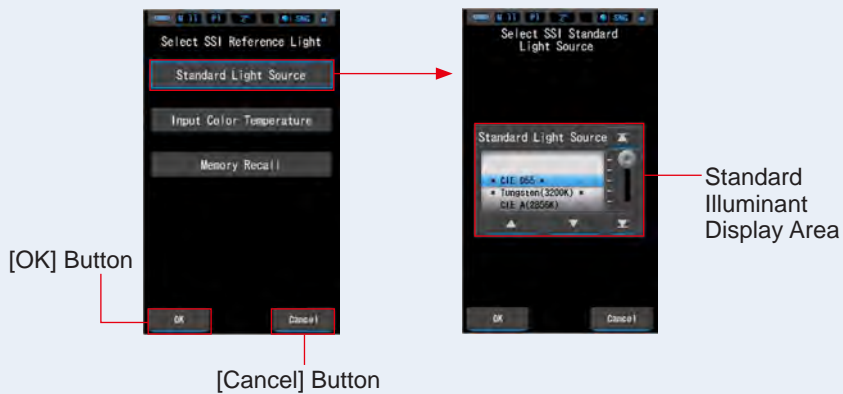 Select SSI Reference Light
Standard Light Source
Input Color Temperature
Memory Recall
OK
Cancel
[OK] Button
[Cancel] Button
Select SSI Standard
Light Source
Standard Light Source
* CIE D55 *
* Tungsten(3200K) *
CIE A(2856K)
OK
Cancel
Standard
Illuminant
Display Area